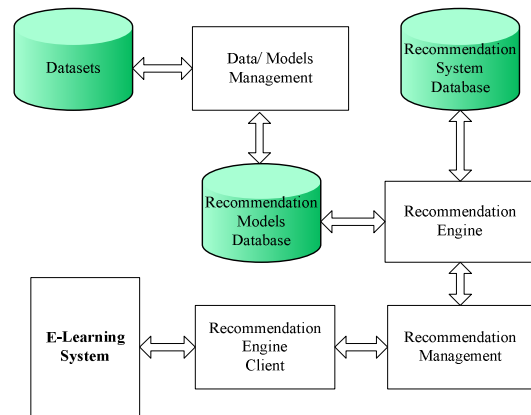 Datasets
Data/ Models
Management
Recommendation
System
Database
Recommendation
Models
Database
Recommendation
Engine
E-Learning
System
Recommendation
Engine
Client
Recommendation
Management